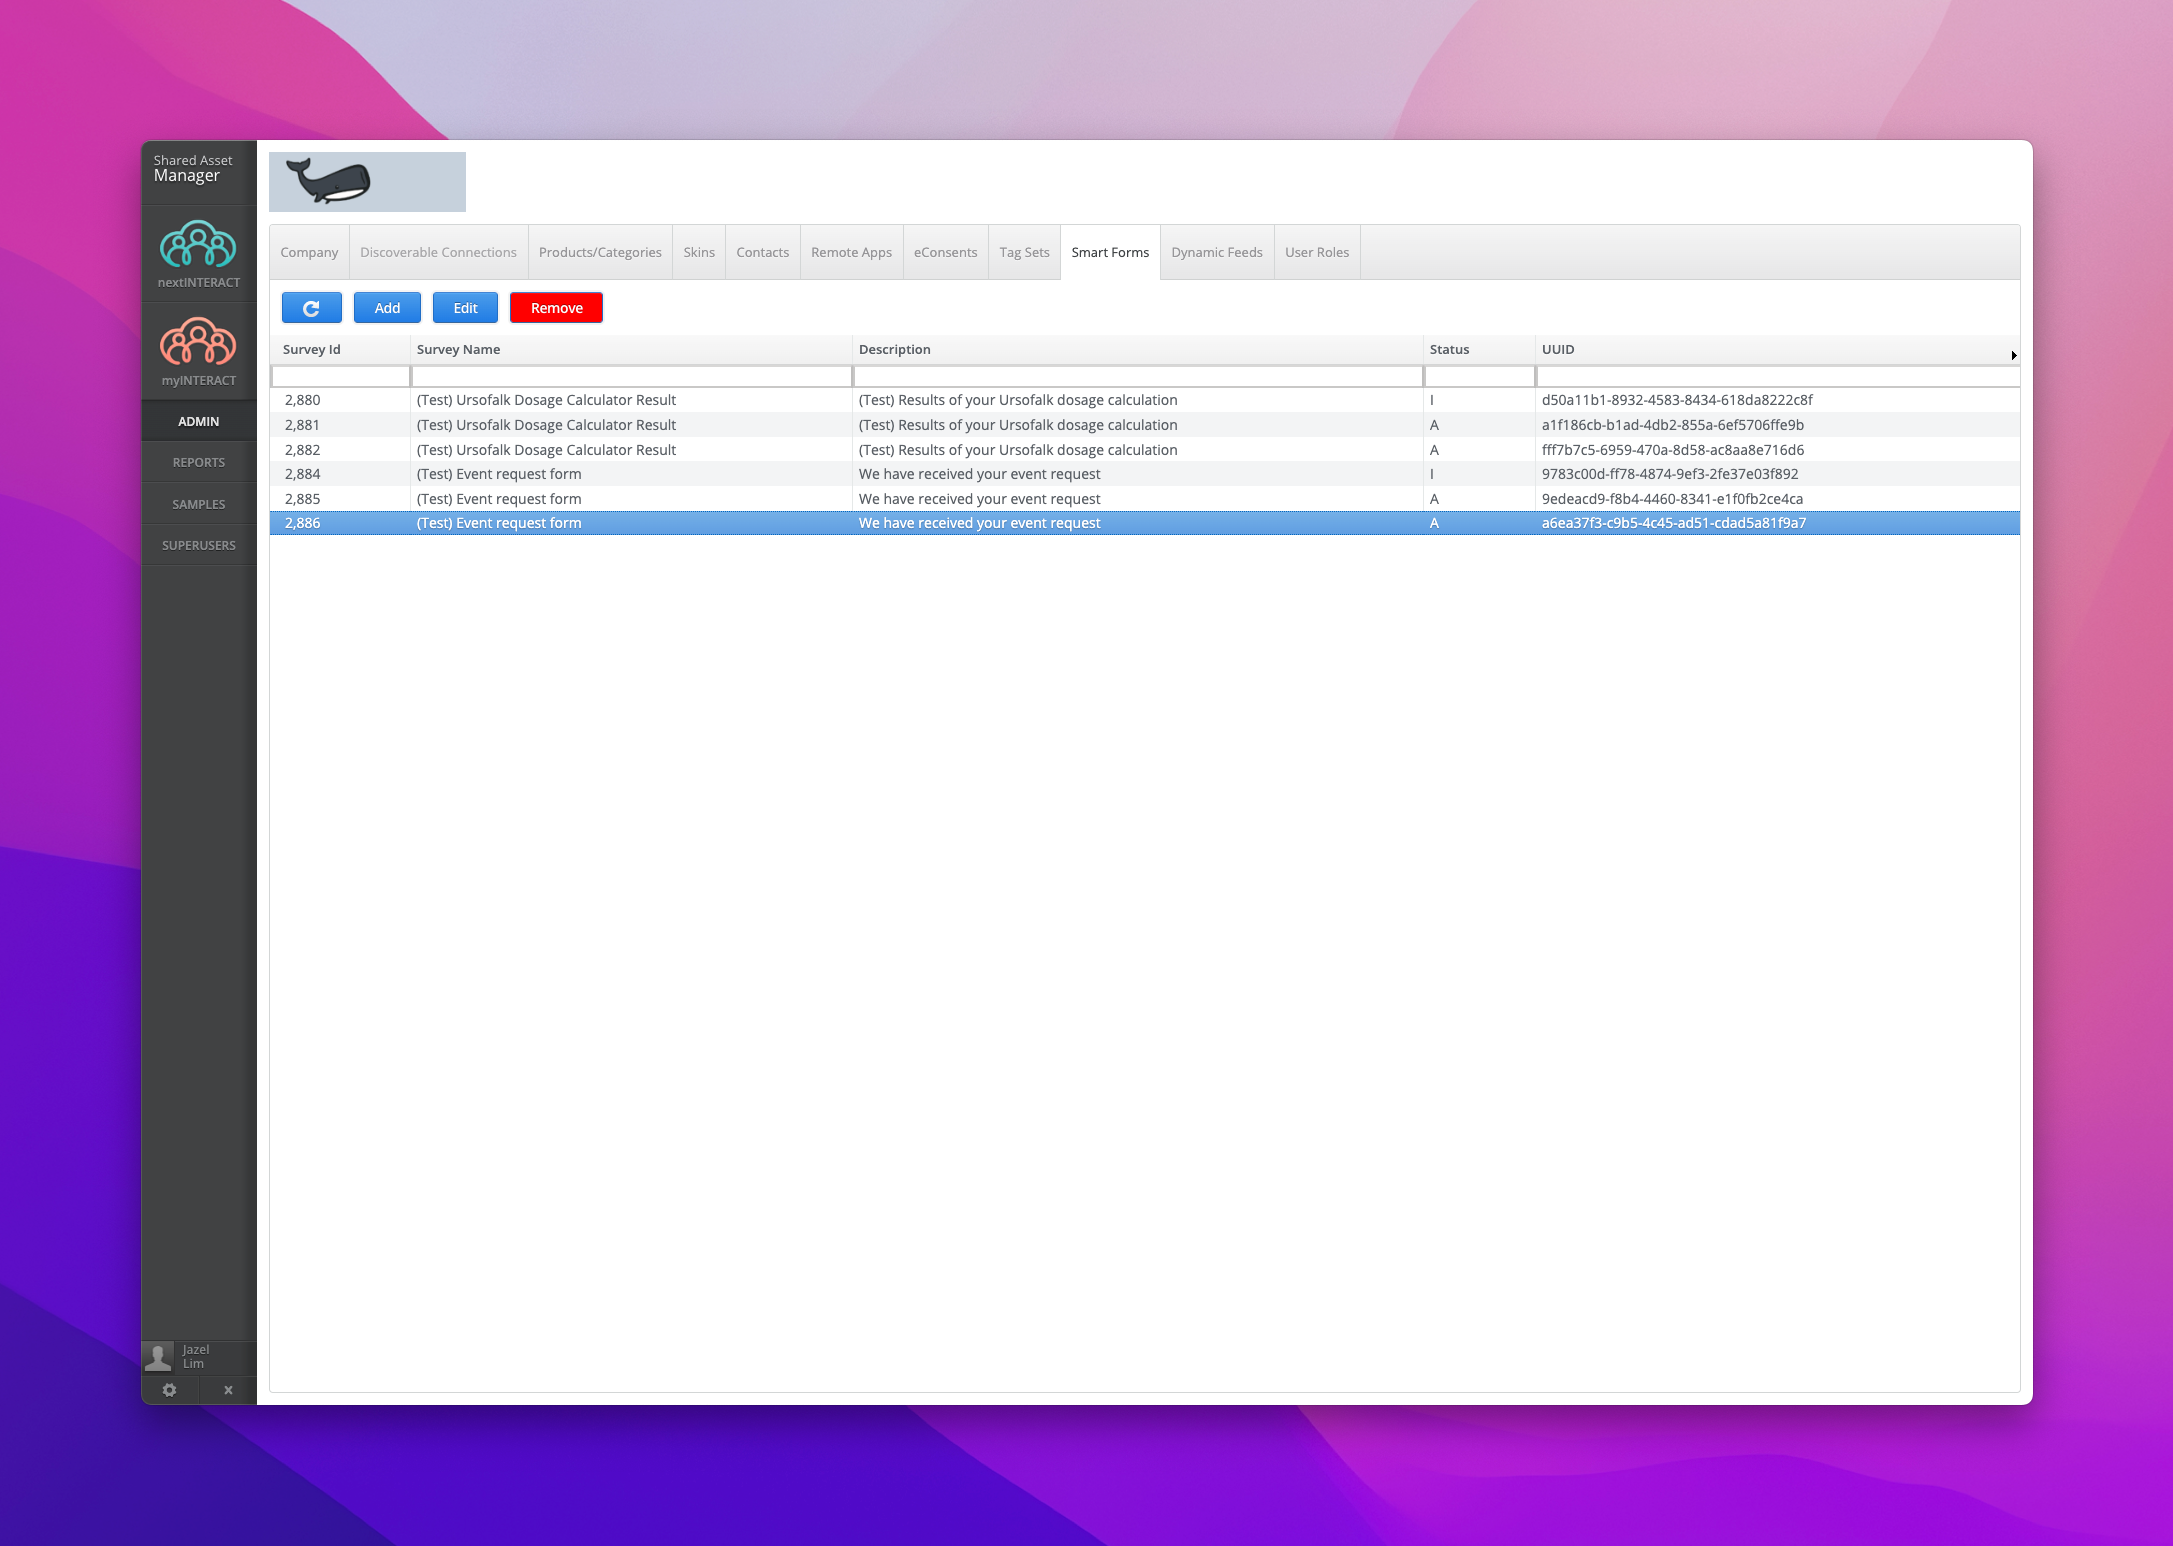 Shared Asset
Manager
nextINTERACT
myINTERACT
ADMIN
REPORTS
SAMPLES
SUPERUSERS
Jazel
Lim
Company Discoverable Connections Products/Categories Skins Contacts Remote Apps eConsents Tag Sets Smart Forms Dynamic Feeds User Roles
Add Edit Remove
Survey Id Survey Name Description Status UUID
2,880 (Test) Ursofalk Dosage Calculator Result (Test) Results of your Ursofalk dosage calculation I d50a11b1-8932-4583-8434-618da8222c8f
2,881 (Test) Ursofalk Dosage Calculator Result (Test) Results of your Ursofalk dosage calculation A a1f186cb-b1ad-4db2-855a-6ef5706ffe9b
2,882 (Test) Ursofalk Dosage Calculator Result (Test) Results of your Ursofalk dosage calculation A fff7b7c5-6959-470a-8d58-ac8aa8e716d6
2,884 (Test) Event request form We have received your event request I 9783c00d-ff78-4874-9ef3-2fe37e03f892
2,885 (Test) Event request form We have received your event request A 9edeacd9-f8b4-4460-8341-e1f0fb2ce4ca
2,886 (Test) Event request form We have received your event request A a6ea37f3-c9b5-4c45-ad51-cdad5a81f9a7